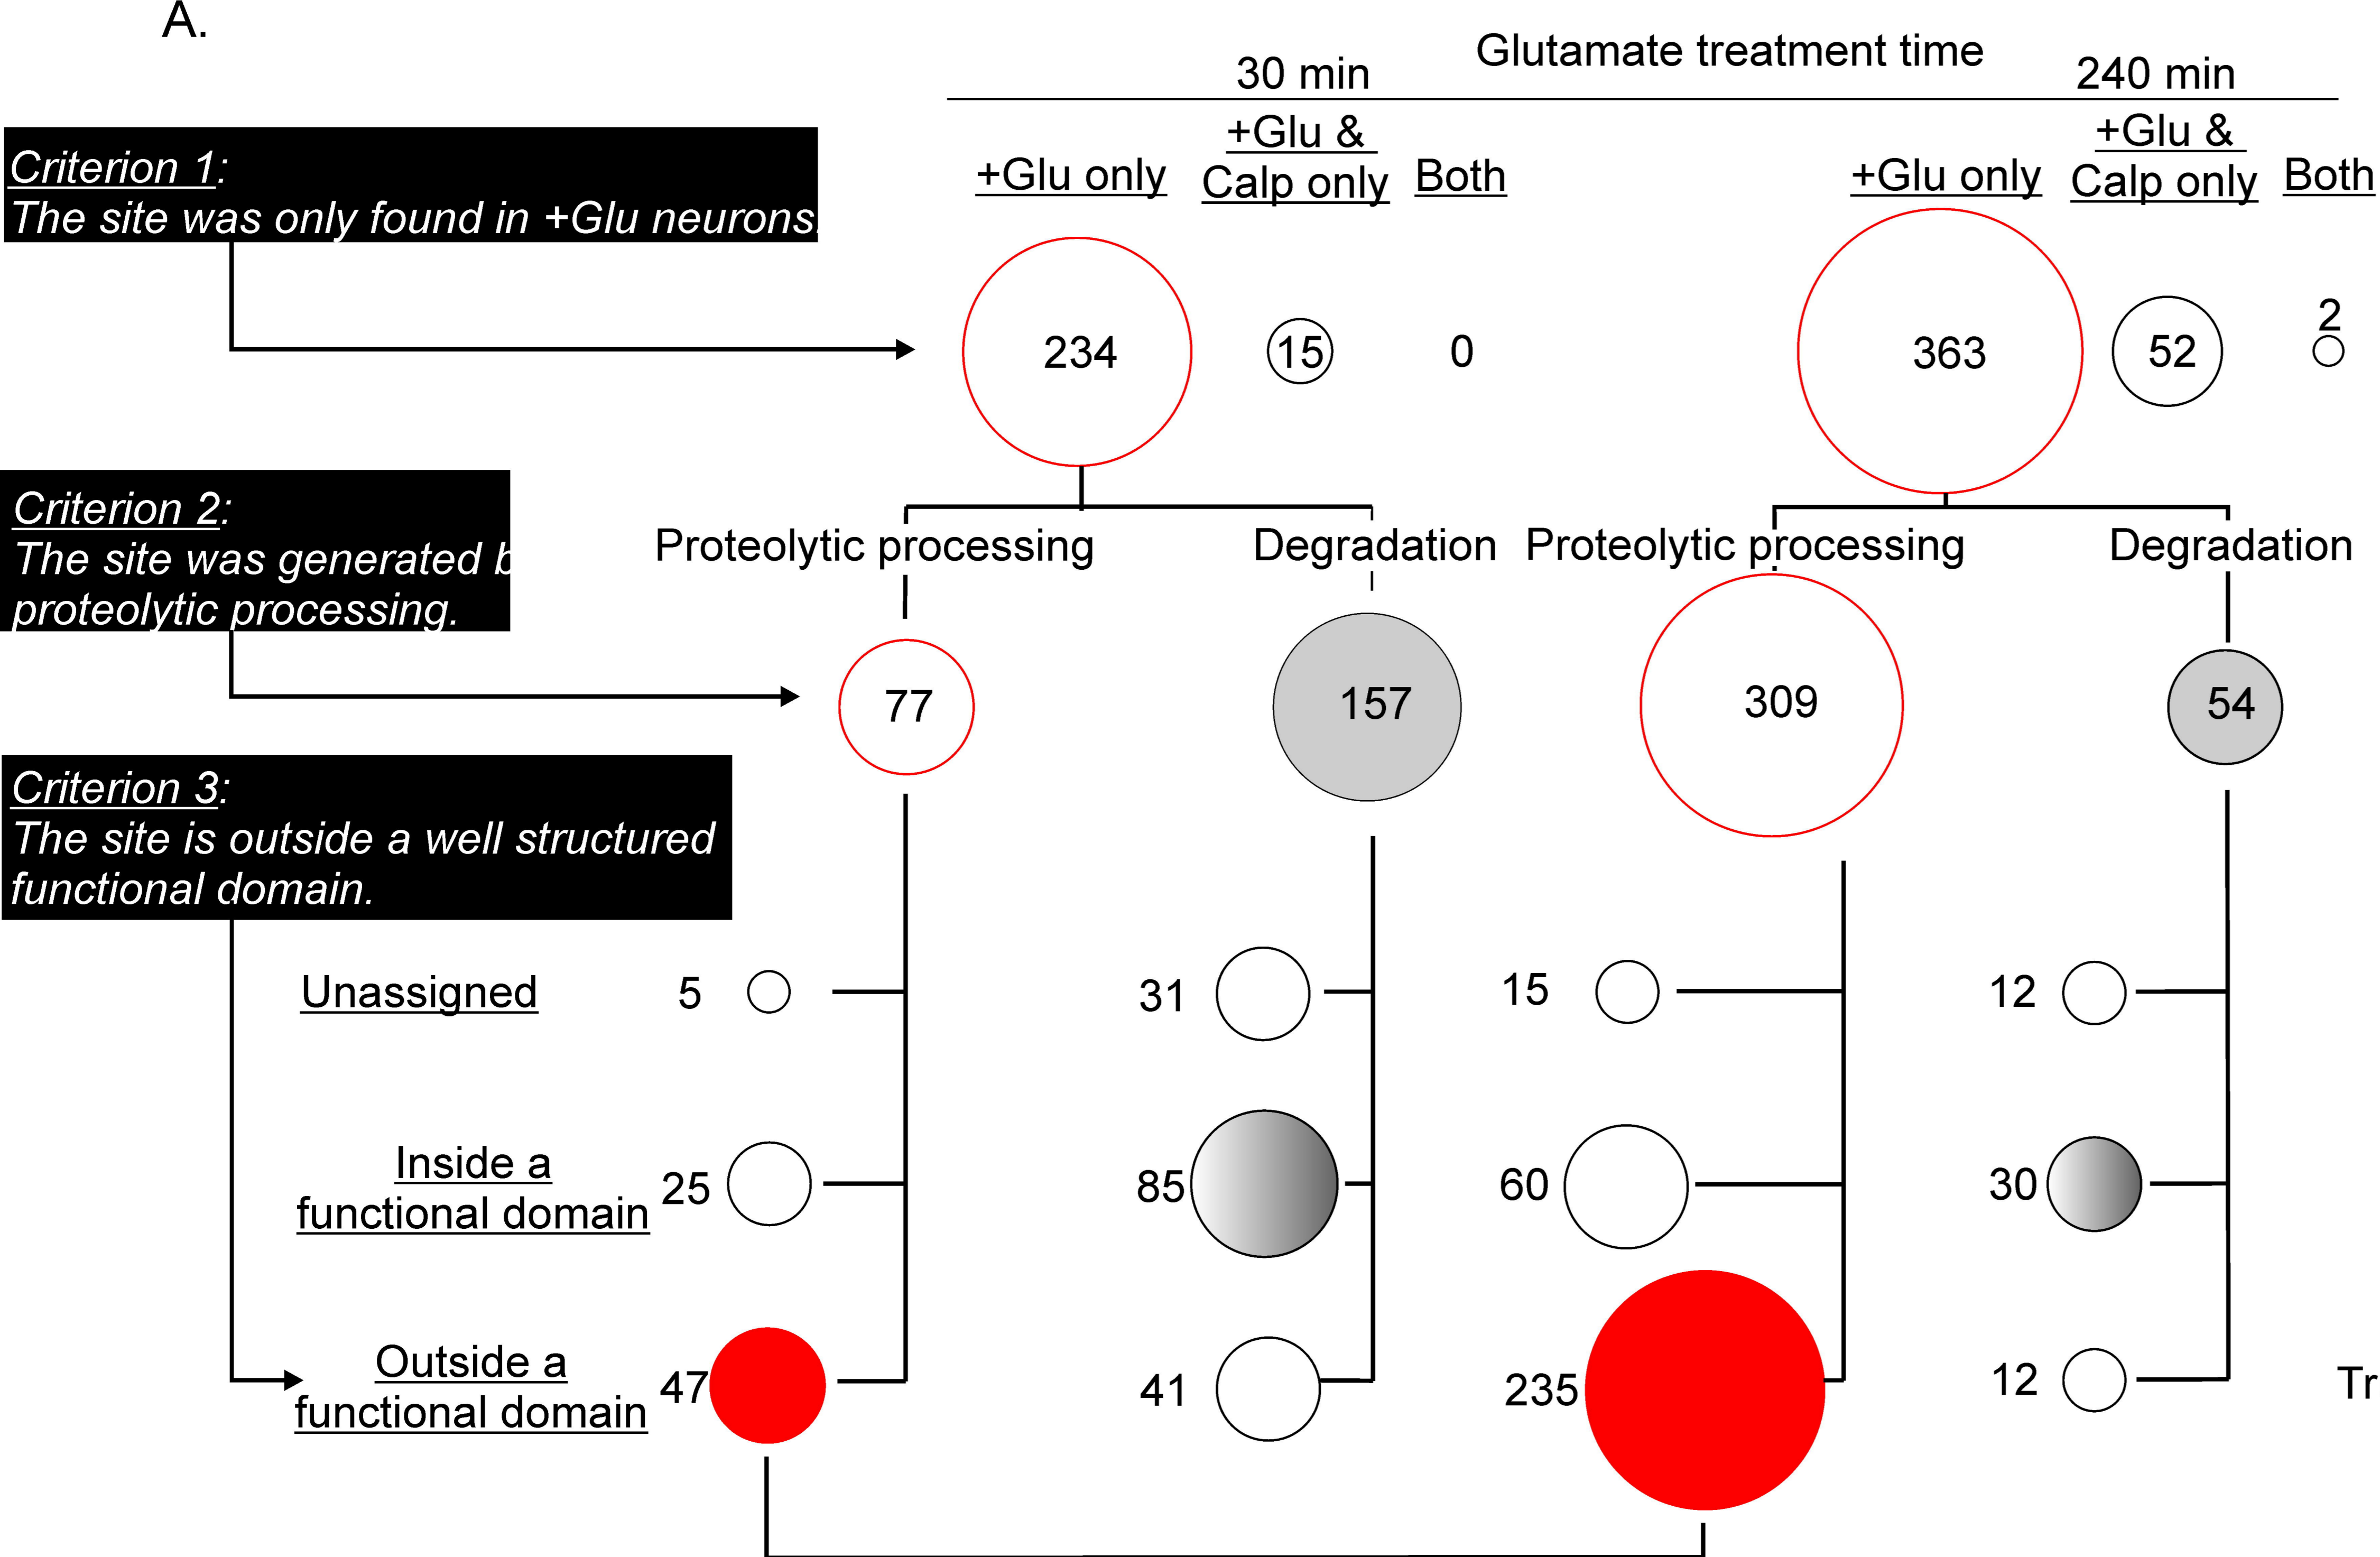 A.
Glutamate treatment time
30 min
240 min
Criterion 1:
The site was only found in +Glu neurons.
+Glu only
+Glu &
Calp only
Both
+Glu only
+Glu &
Calp only
Both
234
15
0
363
52
2
Criterion 2:
The site was generated b
proteolytic processing.
Proteolytic processing
Degradation
Proteolytic processing
Degradation
77
157
309
54
Criterion 3:
The site is outside a well structured
functional domain.
Unassigned
5
31
15
12
Inside a
functional domain
25
85
60
30
Outside a
functional domain
47
41
235
12
Tr